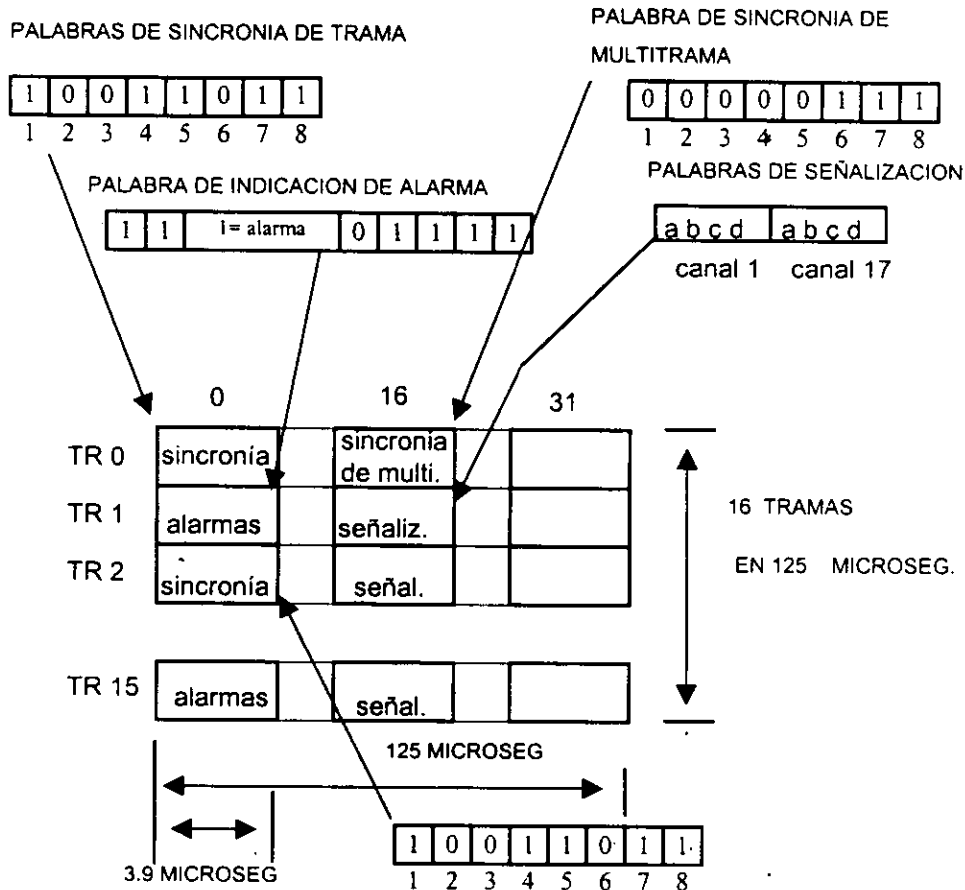 PALABRAS DE SINCRONIA DE TRAMA
1 0 0 1 1 0 1 1
1 2 3 4 5 6 7 8
PALABRA DE SINCRONIA DE
MULTITRAMA
0 0 0 0 0 1 1 1
1 2 3 4 5 6 7 8
PALABRA DE INDICACION DE ALARMA
1 1 i= alarma 0 1 1 1 1
PALABRAS DE SEÑALIZACION
a b c d a b c d
canal 1 canal 17
0 16 31
TR 0 sincronía sincronía
de multi.
TR 1 alarmas señaliz.
TR 2 sincronía señal.
TR 15 alarmas señal.
16 TRAMAS
EN 125 MICROSEG.
125 MICROSEG
3.9 MICROSEG
1 0 0 1 1 0 1 1
1 2 3 4 5 6 7 8